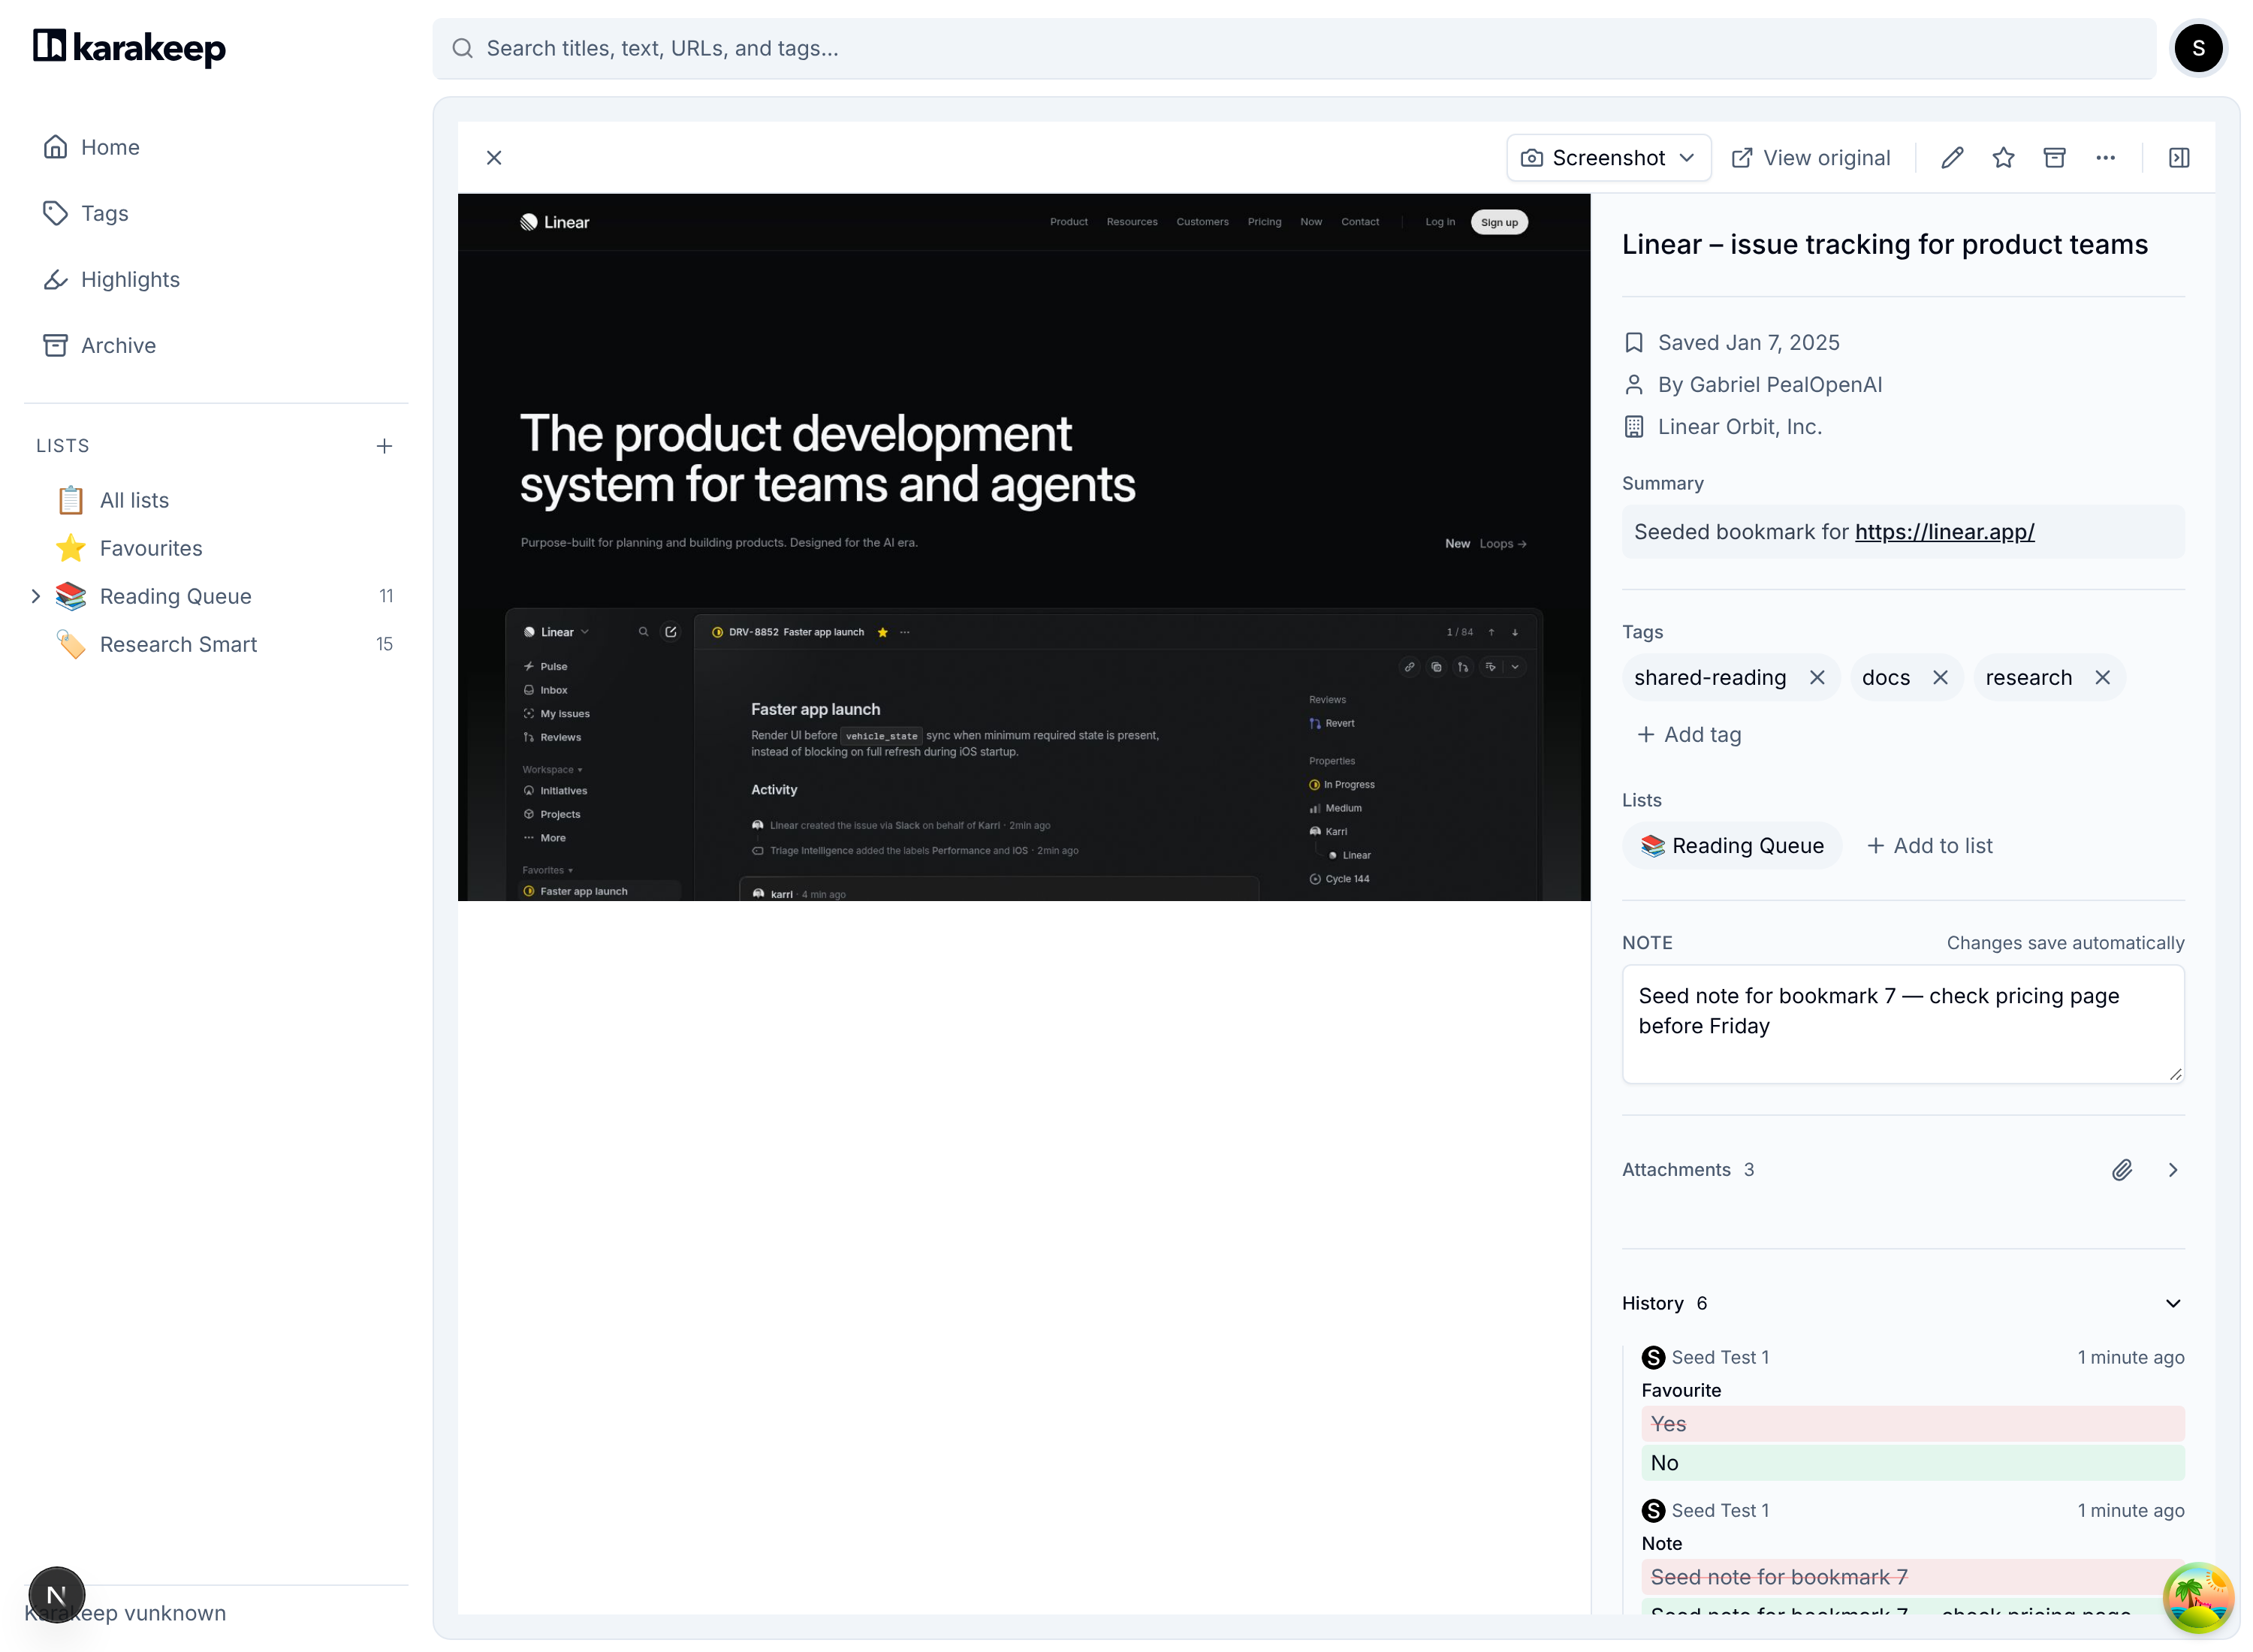 karakeep
Search titles, text, URLs, and tags...
S
Home
Tags
Highlights
Archive
LISTS
All lists
Favourites
Reading Queue 11
Research Smart 15
N
Karakeep vunknown
Screenshot
View original
Linear
Product Resources Customers Pricing Now Contact Log in Sign up
The product development
system for teams and agents
Purpose-built for planning and building products. Designed for the AI era.
New Loops →
Linear
Pulse
Inbox
My issues
Reviews
Workspace
Initiatives
Projects
More
Favorites
Faster app launch
DRV-8852 Faster app launch
1 / 84
Faster app launch
Render UI before vehicle_state sync when minimum required state is present,
instead of blocking on full refresh during iOS startup.
Activity
Linear created the issue via Slack on behalf of Karri · 2min ago
Triage Intelligence added the labels Performance and iOS · 2min ago
karri · 4 min ago
Reviews
Revert
Properties
In Progress
Medium
Karri
Linear
Cycle 144
Linear – issue tracking for product teams
Saved Jan 7, 2025
By Gabriel PealOpenAI
Linear Orbit, Inc.
Summary
Seeded bookmark for https://linear.app/
Tags
shared-reading docs research
+ Add tag
Lists
Reading Queue + Add to list
NOTE Changes save automatically
Seed note for bookmark 7 — check pricing page
before Friday
Attachments 3
History 6
S Seed Test 1 1 minute ago
Favourite
Yes
No
S Seed Test 1 1 minute ago
Note
Seed note for bookmark 7
Seed note for bookmark 7 — check pricing page